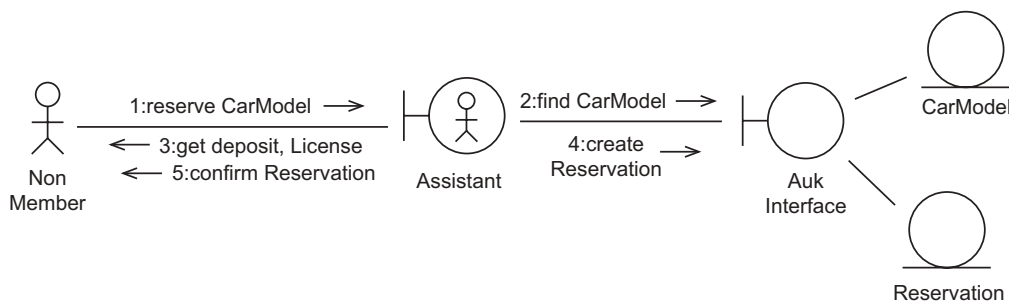 CarModel
1:reserve CarModel
2:find CarModel
3:get deposit, License
4:create
Reservation
5:confirm Reservation
Non
Member
Assistant
Auk
Interface
Reservation